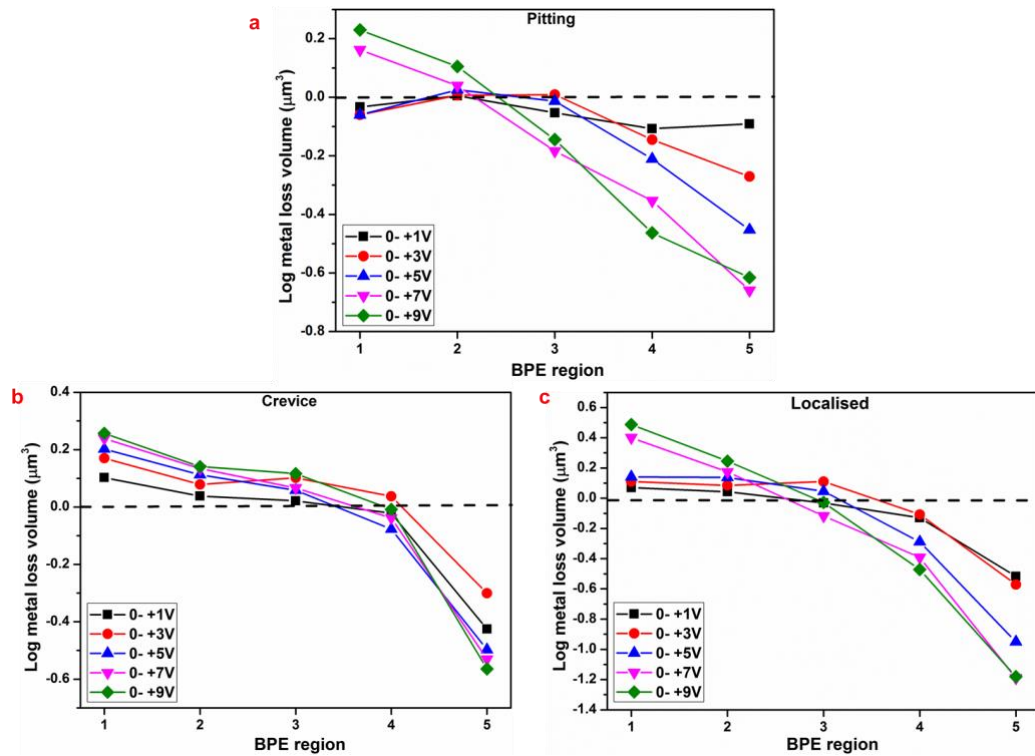 a
Pitting
0.2
0.0
-0.2
-0.4
-0.6
-0.8
Log metal loss volume (μm³)
0- +1V
0- +3V
0- +5V
0- +7V
0- +9V
1 2 3 4 5
BPE region
b
Crevice
0.4
0.2
0.0
-0.2
-0.4
-0.6
Log metal loss volume (μm³)
0- +1V
0- +3V
0- +5V
0- +7V
0- +9V
1 2 3 4 5
BPE region
c
Localised
0.6
0.4
0.2
0.0
-0.2
-0.4
-0.6
-0.8
-1.0
-1.2
-1.4
Log metal loss volume (μm³)
0- +1V
0- +3V
0- +5V
0- +7V
0- +9V
1 2 3 4 5
BPE region